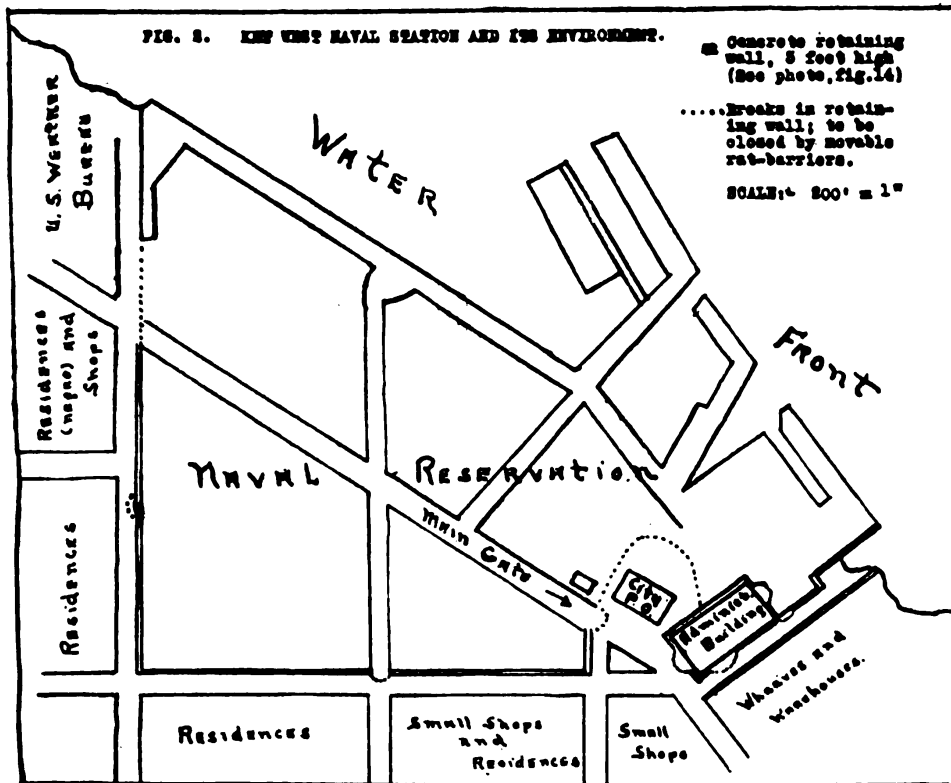 FIG. 2. KEY WEST NAVAL STATION AND ITS ENVIRONMENT.
Concrete retaining
wall, 5 feet high
(See photo, fig.14)
.....Breaks in retain-
ing wall; to be
closed by movable
rat-barriers.
SCALE: 200' = 1"
WATER
FRONT
U.S. WEATHER
BUREAU
Residences
(negro) and
Shops
NAVAL RESERVATION
Main Gate
City
P.O.
Administ.
Building
Residences
Wharves and
Warehouses.
Residences
Small Shops
and
Residences
Small
Shops